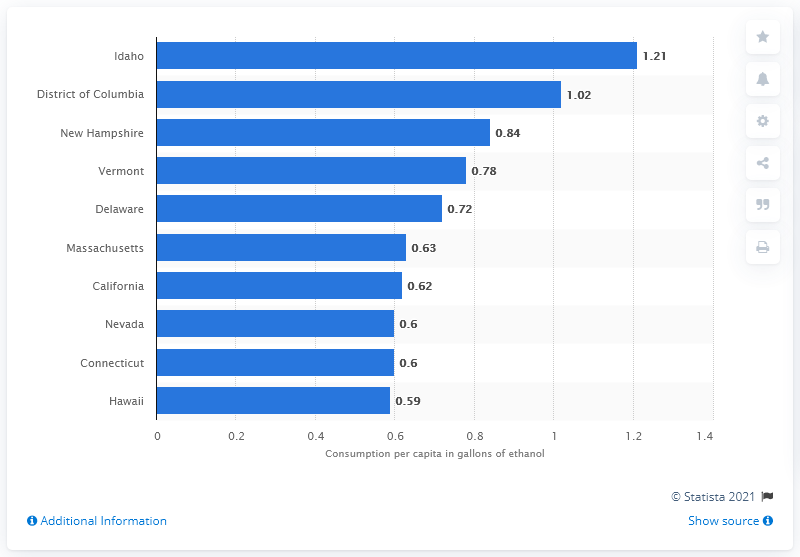 Idaho 1.21
District of Columbia 1.02
New Hampshire 0.84
Vermont 0.78
Delaware 0.72
Massachusetts 0.63
California 0.62
Nevada 0.6
Connecticut 0.6
Hawaii 0.59
0 0.2 0.4 0.6 0.8 1 1.2 1.4
Consumption per capita in gallons of ethanol
© Statista 2021
Additional Information
Show source